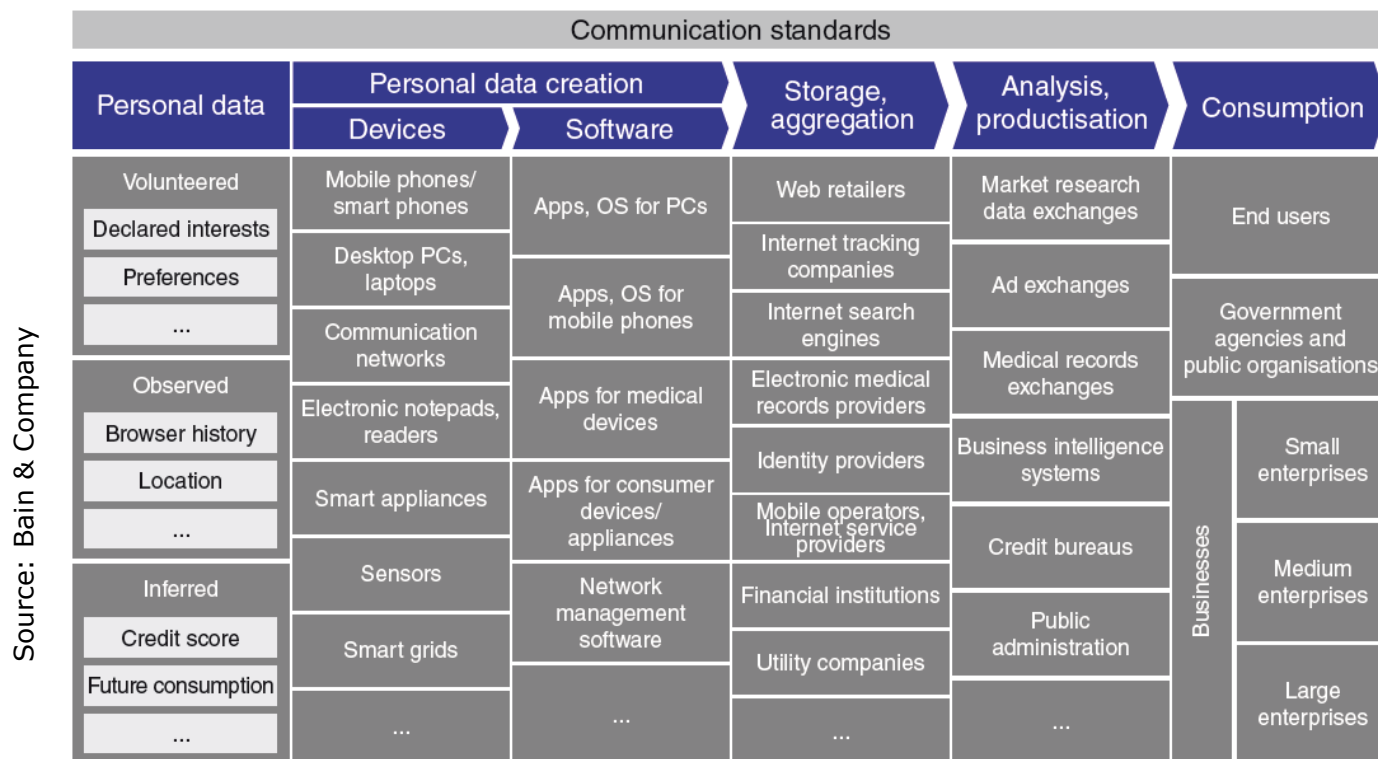 Communication standards
Personal data
Personal data creation
Devices
Software
Storage,
aggregation
Analysis,
productisation
Consumption
Volunteered
Declared interests
Preferences
...
Observed
Browser history
Location
...
Inferred
Credit score
Future consumption
...
Mobile phones/
smart phones
Desktop PCs,
laptops
Communication
networks
Electronic notepads,
readers
Smart appliances
Sensors
Smart grids
...
Apps, OS for PCs
Apps, OS for
mobile phones
Apps for medical
devices
Apps for consumer
devices/
appliances
Network
management
software
...
Web retailers
Internet tracking
companies
Internet search
engines
Electronic medical
records providers
Identity providers
Mobile operators,
Internet service
providers
Financial institutions
Utility companies
...
Market research
data exchanges
Ad exchanges
Medical records
exchanges
Business intelligence
systems
Credit bureaus
Public
administration
...
End users
Government
agencies and
public organisations
Businesses
Small
enterprises
Medium
enterprises
Large
enterprises
Source: Bain & Company